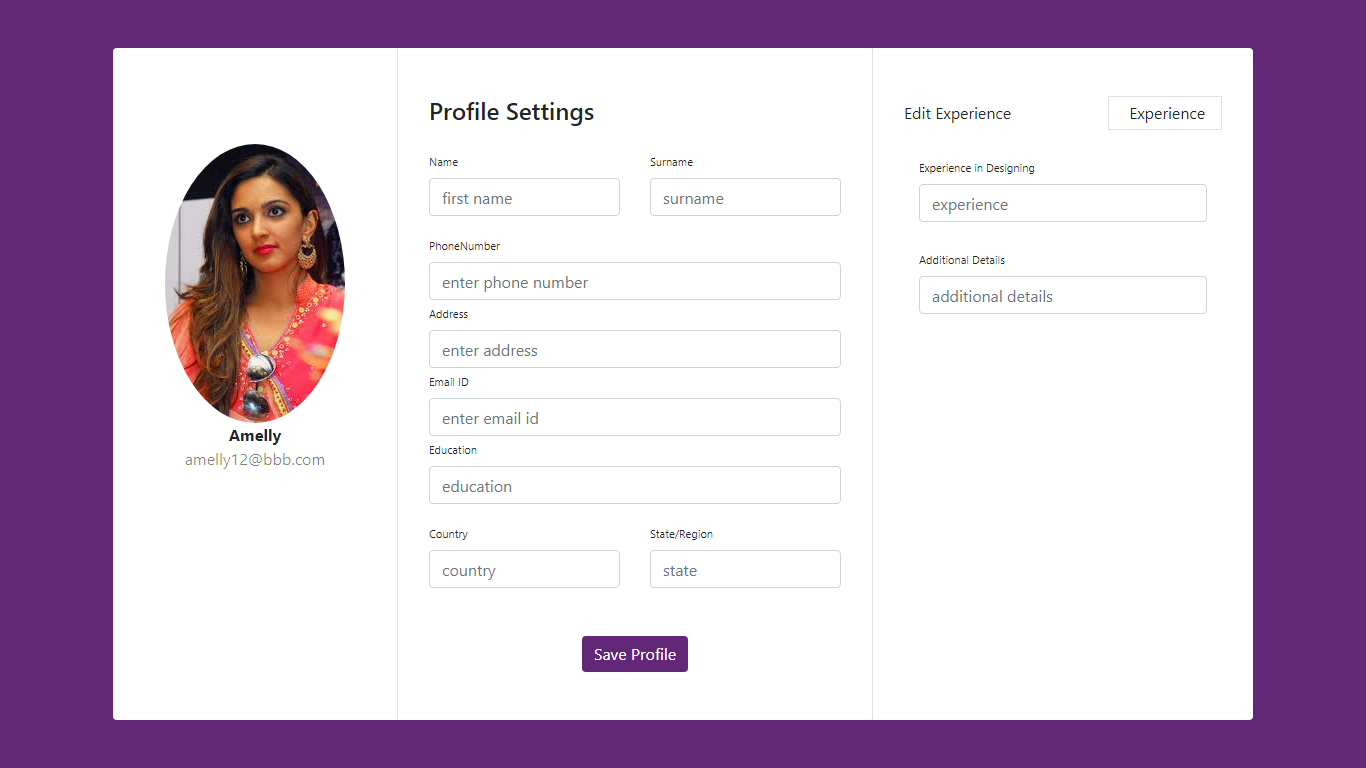 Amelly
amelly12@bbb.com
Profile Settings
Name Surname
first name surname
PhoneNumber
enter phone number
Address
enter address
Email ID
enter email id
Education
education
Country State/Region
country state
Save Profile
Edit Experience Experience
Experience in Designing
experience
Additional Details
additional details